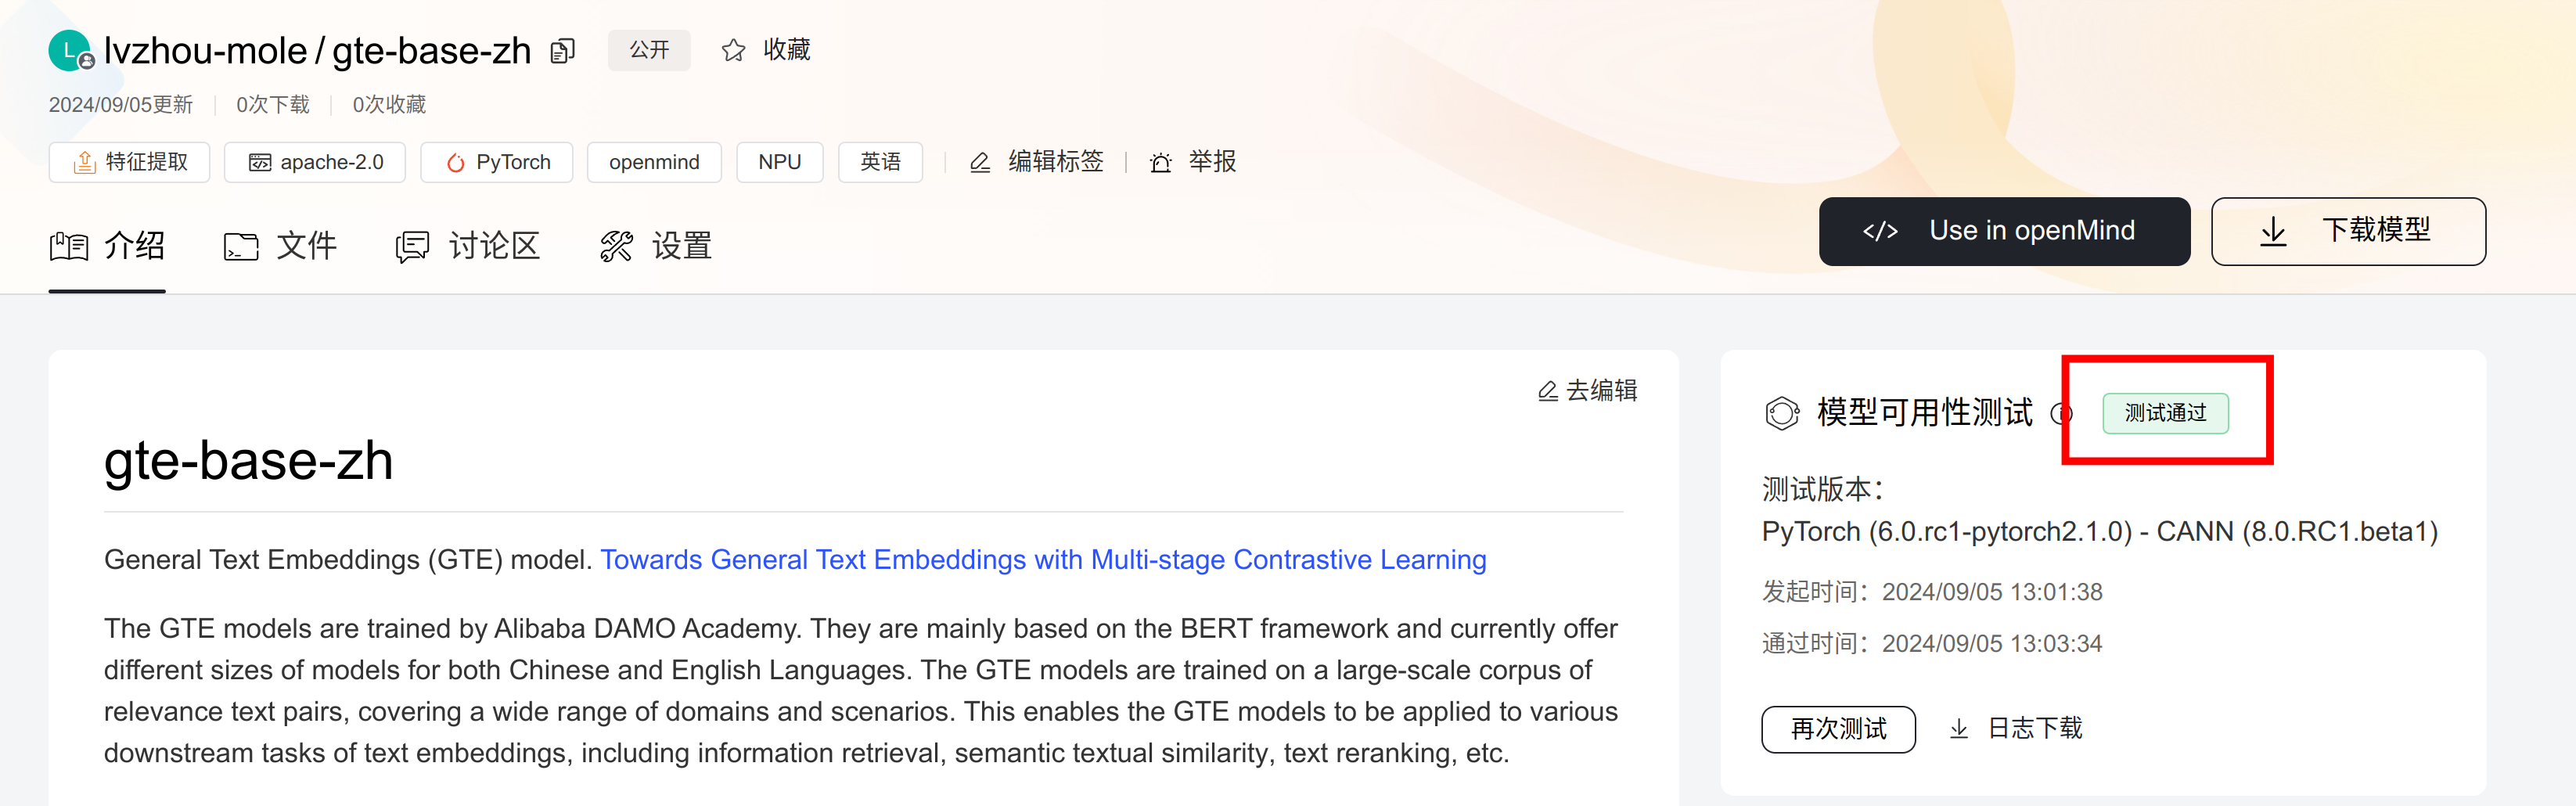 L lvzhou-mole / gte-base-zh 公开 收藏
2024/09/05更新 0次下载 0次收藏
特征提取 apache-2.0 PyTorch openmind NPU 英语 编辑标签 举报
介绍 文件 讨论区 设置
</> Use in openMind 下载模型
去编辑
gte-base-zh
General Text Embeddings (GTE) model. Towards General Text Embeddings with Multi-stage Contrastive Learning
The GTE models are trained by Alibaba DAMO Academy. They are mainly based on the BERT framework and currently offer
different sizes of models for both Chinese and English Languages. The GTE models are trained on a large-scale corpus of
relevance text pairs, covering a wide range of domains and scenarios. This enables the GTE models to be applied to various
downstream tasks of text embeddings, including information retrieval, semantic textual similarity, text reranking, etc.
模型可用性测试 测试通过
测试版本：
PyTorch (6.0.rc1-pytorch2.1.0) - CANN (8.0.RC1.beta1)
发起时间：2024/09/05 13:01:38
通过时间：2024/09/05 13:03:34
再次测试 日志下载